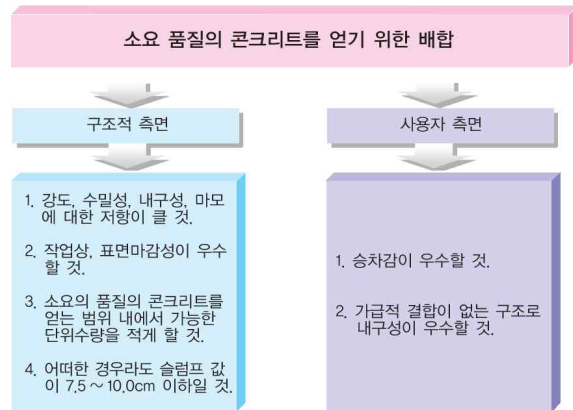 소요 품질의 콘크리트를 얻기 위한 배합
구조적 측면
사용자 측면
1. 강도, 수밀성, 내구성, 마모
에 대한 저항이 클 것.
2. 작업상, 표면마감성이 우수
할 것.
3. 소요의 품질의 콘크리트를
얻는 범위 내에서 가능한
단위수량을 적게 할 것.
4. 어떠한 경우라도 슬럼프 값
이 7.5 ~ 10.0cm 이하일 것.
1. 승차감이 우수할 것.
2. 가급적 결합이 없는 구조로
내구성이 우수할 것.